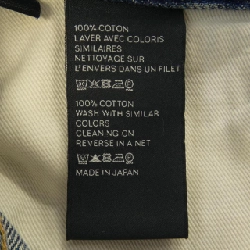 100% COTON
LAVER AVEC COLORIS
SIMILAIRES
NETTOYAGE SUR
L'ENVERS DANS UN FILET
100% COTTON
WASH WITH SIMILAR
COLORS
CLEANING ON
REVERSE IN A NET
MADE IN JAPAN